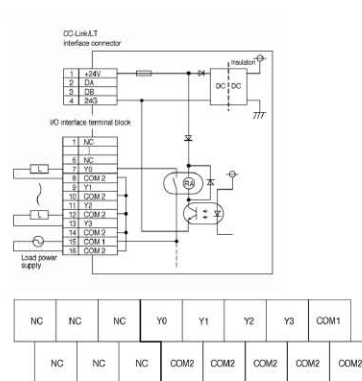 CC-Link/LT
interface connector
Insulation
1 +24V
2 DA
3 DB
4 24G
DC DC
I/O interface terminal block
1 NC
6 NC
7 Y0
8 COM 2
9 Y1
10 COM 2
11 Y2
12 COM 2
13 Y3
14 COM 2
15 COM 1
16 COM 2
L
L
RA
Load power
supply
NC NC NC Y0 Y1 Y2 Y3 COM1
NC NC NC COM2 COM2 COM2 COM2 COM2